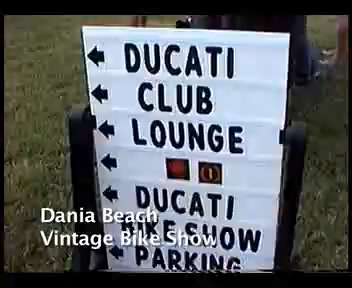 DUCATI
CLUB
LOUNGE
DUCATI
BIKE SHOW
PARKING
Dania Beach
Vintage Bike Show